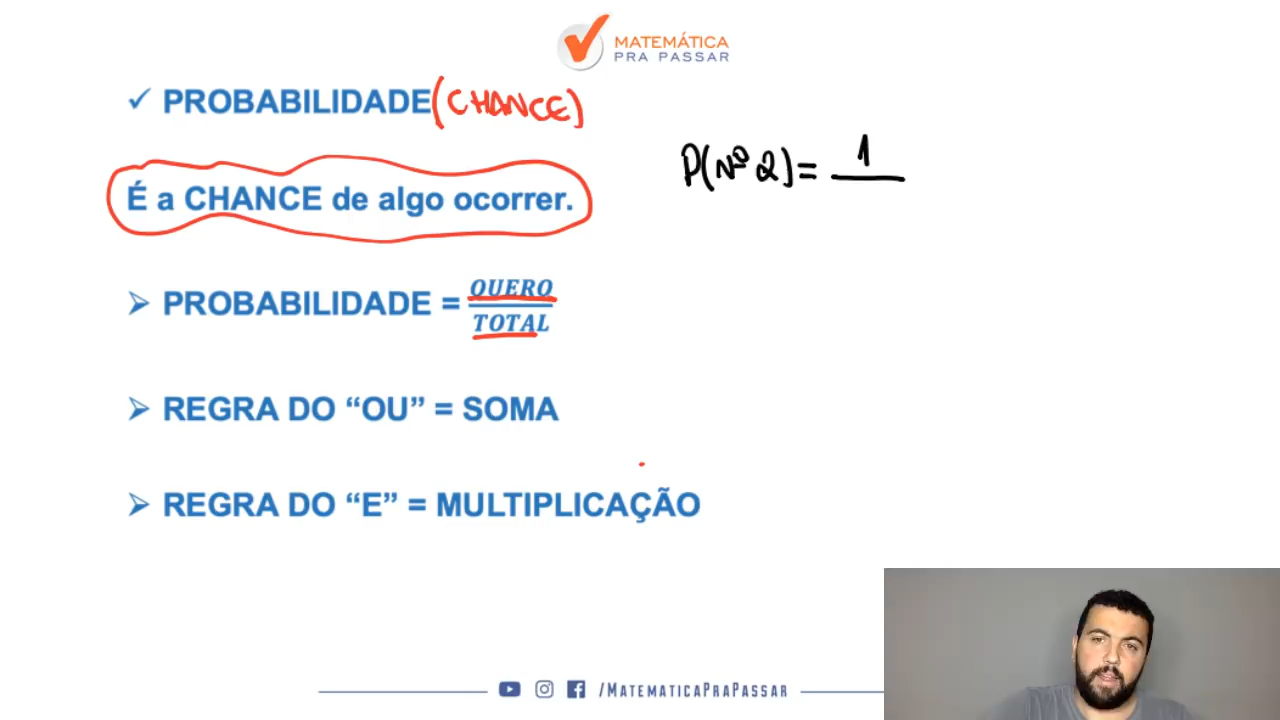 MATEMÁTICA
PRA PASSAR
✓ PROBABILIDADE (CHANCE)
P(Nº 2) = 1
É a CHANCE de algo ocorrer.
➢ PROBABILIDADE = QUERO
TOTAL
➢ REGRA DO “OU” = SOMA
➢ REGRA DO “E” = MULTIPLICAÇÃO
/MATEMATICAPRAPASSAR